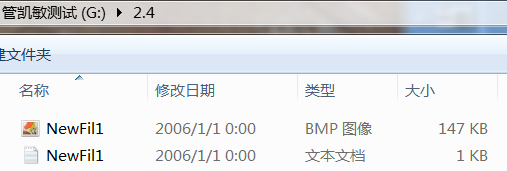 管凯敏测试 (G:) ▸ 2.4
建文件夹
名称 修改日期 类型 大小
NewFil1 2006/1/1 0:00 BMP 图像 147 KB
NewFil1 2006/1/1 0:00 文本文档 1 KB